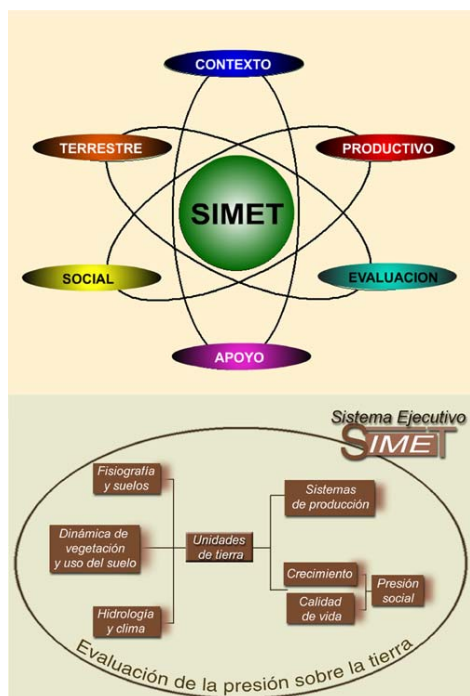 CONTEXTO
TERRESTRE
PRODUCTIVO
SIMET
SOCIAL
EVALUACION
APOYO
Sistema Ejecutivo
SIMET
Fisiografía
y suelos
Sistemas
de producción
Dinámica de
vegetación
y uso del suelo
Unidades
de tierra
Crecimiento
Calidad
de vida
Presión
social
Hidrología
y clima
Evaluación de la presión sobre la tierra